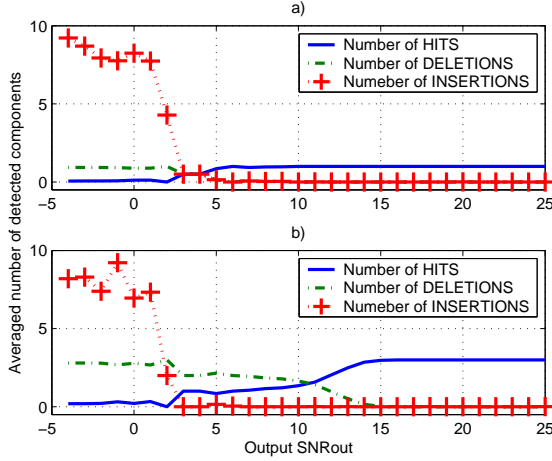 a)
10
5
0
Number of HITS
Number of DELETIONS
Numeber of INSERTIONS
−5 0 5 10 15 20 25
Averaged number of detected components
b)
10
5
0
Number of HITS
Number of DELETIONS
Numeber of INSERTIONS
−5 0 5 10 15 20 25
Output SNRout